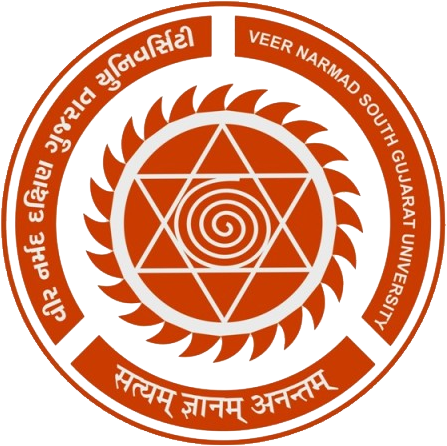 વીર નર્મદ દક્ષિણ ગુજરાત યુનિવર્સિટી
VEER NARMAD SOUTH GUJARAT UNIVERSITY
सत्यम् ज्ञानम् अनन्तम्